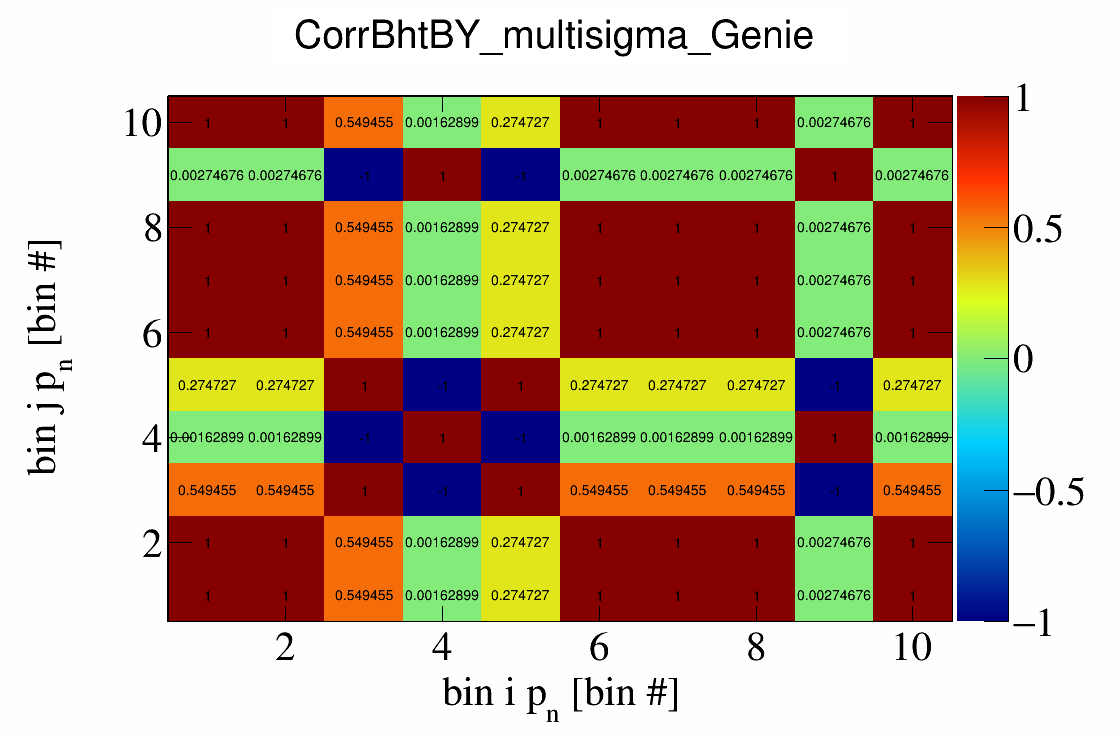 CorrBhtBY_multisigma_Genie
10 1 1 0.549455 0.00162899 0.274727 1 1 1 0.00274676 1 1
0.00274676 0.00274676 -1 1 -1 0.00274676 0.00274676 0.00274676 1 0.00274676
8 1 1 0.549455 0.00162899 0.274727 1 1 1 0.00274676 1 0.5
1 1 0.549455 0.00162899 0.274727 1 1 1 0.00274676 1
6 1 1 0.549455 0.00162899 0.274727 1 1 1 0.00274676 1 0
0.274727 0.274727 1 -1 1 0.274727 0.274727 0.274727 -1 0.274727
4 0.00162899 0.00162899 -1 1 -1 0.00162899 0.00162899 0.00162899 1 0.00162899
0.549455 0.549455 1 -1 1 0.549455 0.549455 0.549455 -1 0.549455 −0.5
2 1 1 0.549455 0.00162899 0.274727 1 1 1 0.00274676 1
1 1 0.549455 0.00162899 0.274727 1 1 1 0.00274676 1 −1
2 4 6 8 10
bin i pn [bin #]
bin j pn [bin #]